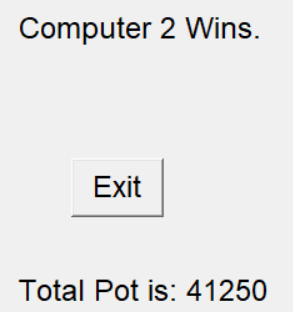 Computer 2 Wins.
Exit
Total Pot is: 41250